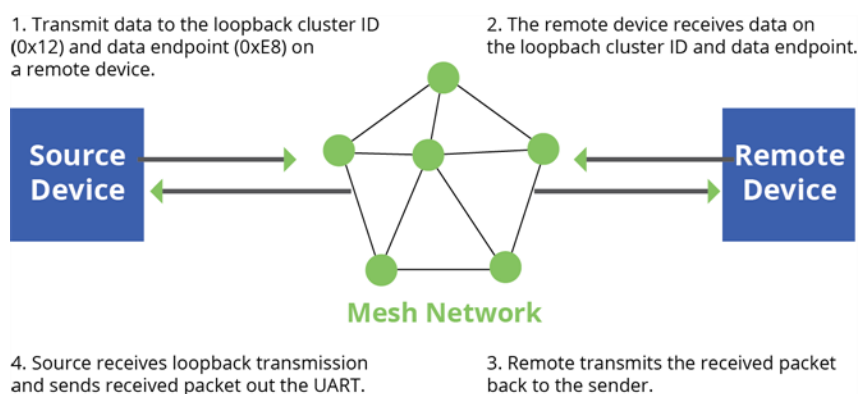 1. Transmit data to the loopback cluster ID
(0x12) and data endpoint (0xE8) on
a remote device.
2. The remote device receives data on
the loopbach cluster ID and data endpoint.
Source
Device
Remote
Device
Mesh Network
4. Source receives loopback transmission
and sends received packet out the UART.
3. Remote transmits the received packet
back to the sender.